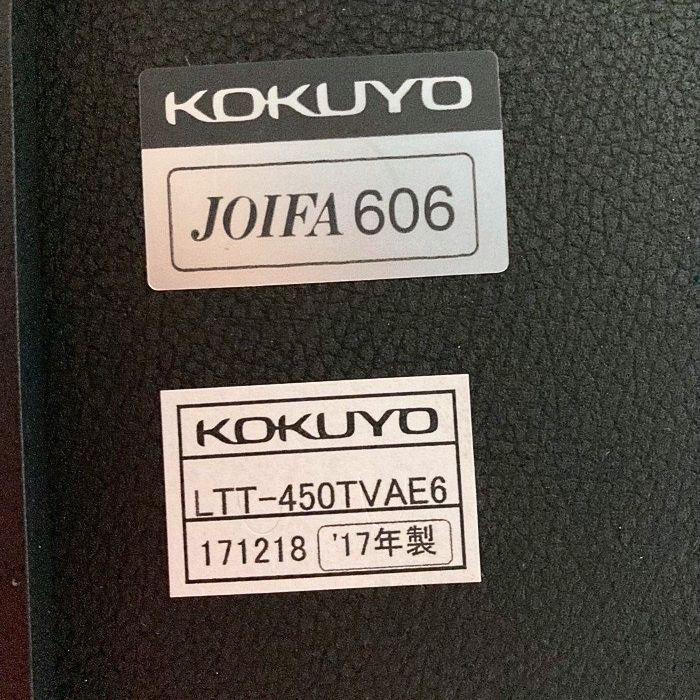 KOKUYO
JOIFA 606
KOKUYO
LTT-450TVAE6
171218 '17年製